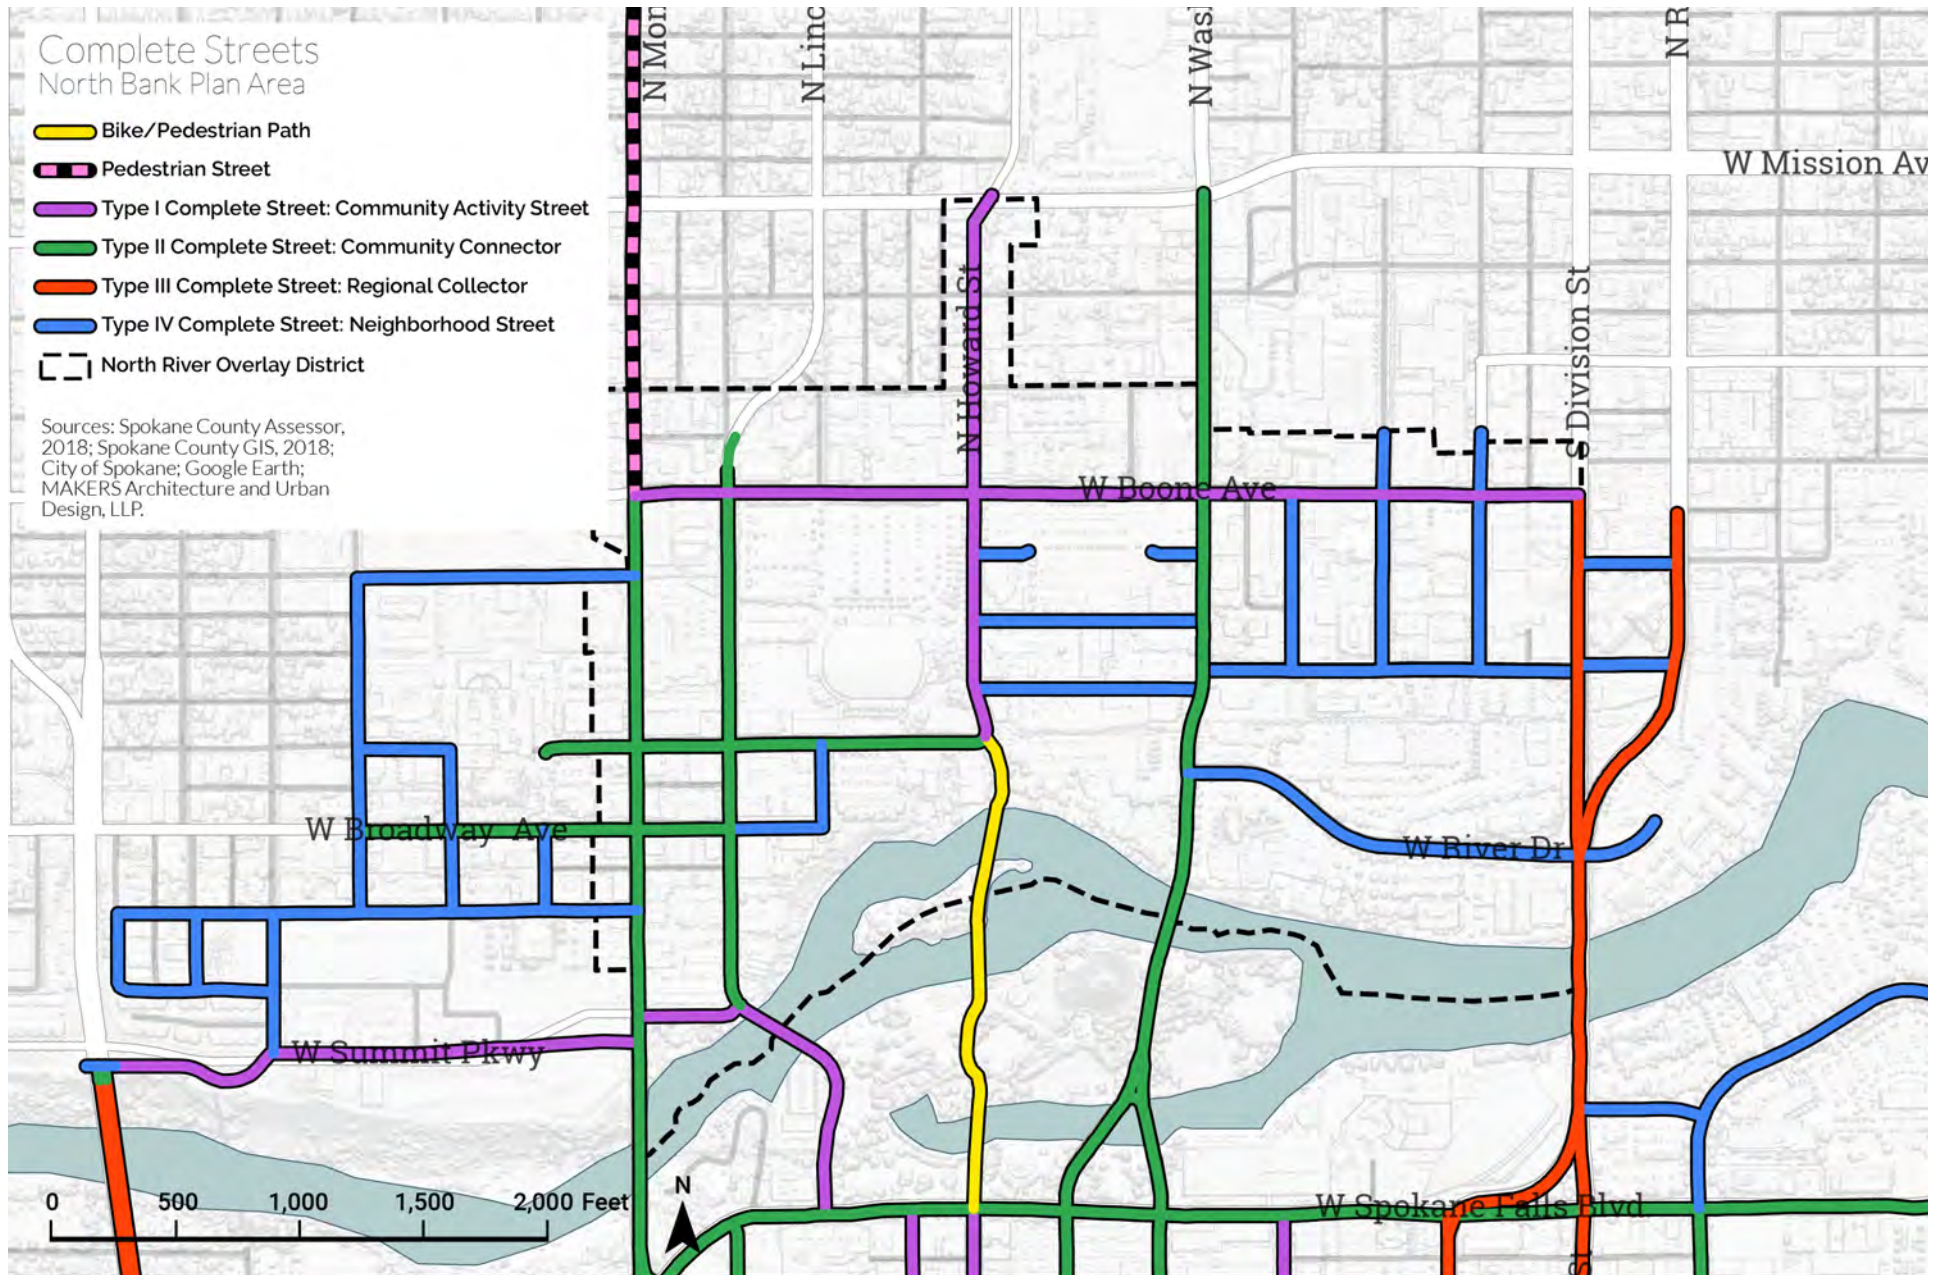 Complete Streets
North Bank Plan Area
Bike/Pedestrian Path
Pedestrian Street
Type I Complete Street: Community Activity Street
Type II Complete Street: Community Connector
Type III Complete Street: Regional Collector
Type IV Complete Street: Neighborhood Street
North River Overlay District
Sources: Spokane County Assessor,
2018; Spokane County GIS, 2018;
City of Spokane; Google Earth;
MAKERS Architecture and Urban
Design, LLP.
N Mon
N Linc
N Wash
N R
W Mission Av
N Howard St
S Division St
W Boone Ave
W Broadway Ave
W River Dr
W Summit Pkwy
W Spokane Falls Blvd
St
0 500 1,000 1,500 2,000 Feet
N